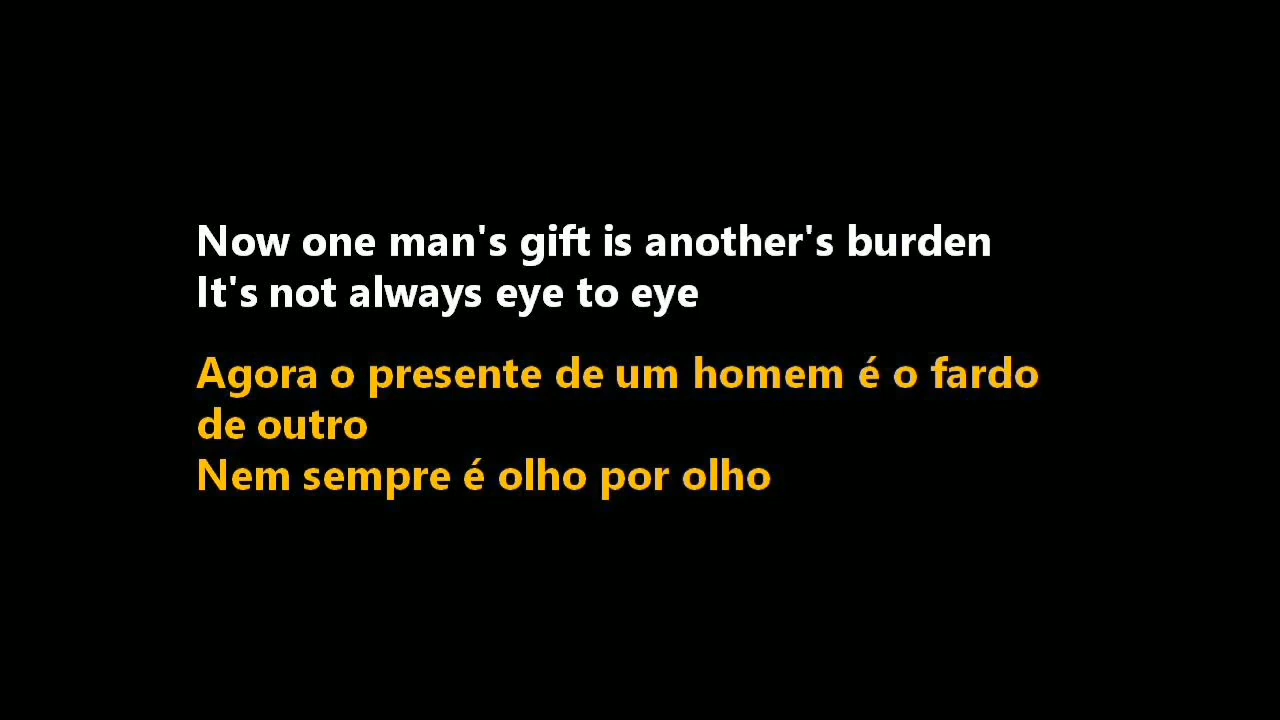 Now one man's gift is another's burden
It's not always eye to eye
Agora o presente de um homem é o fardo
de outro
Nem sempre é olho por olho